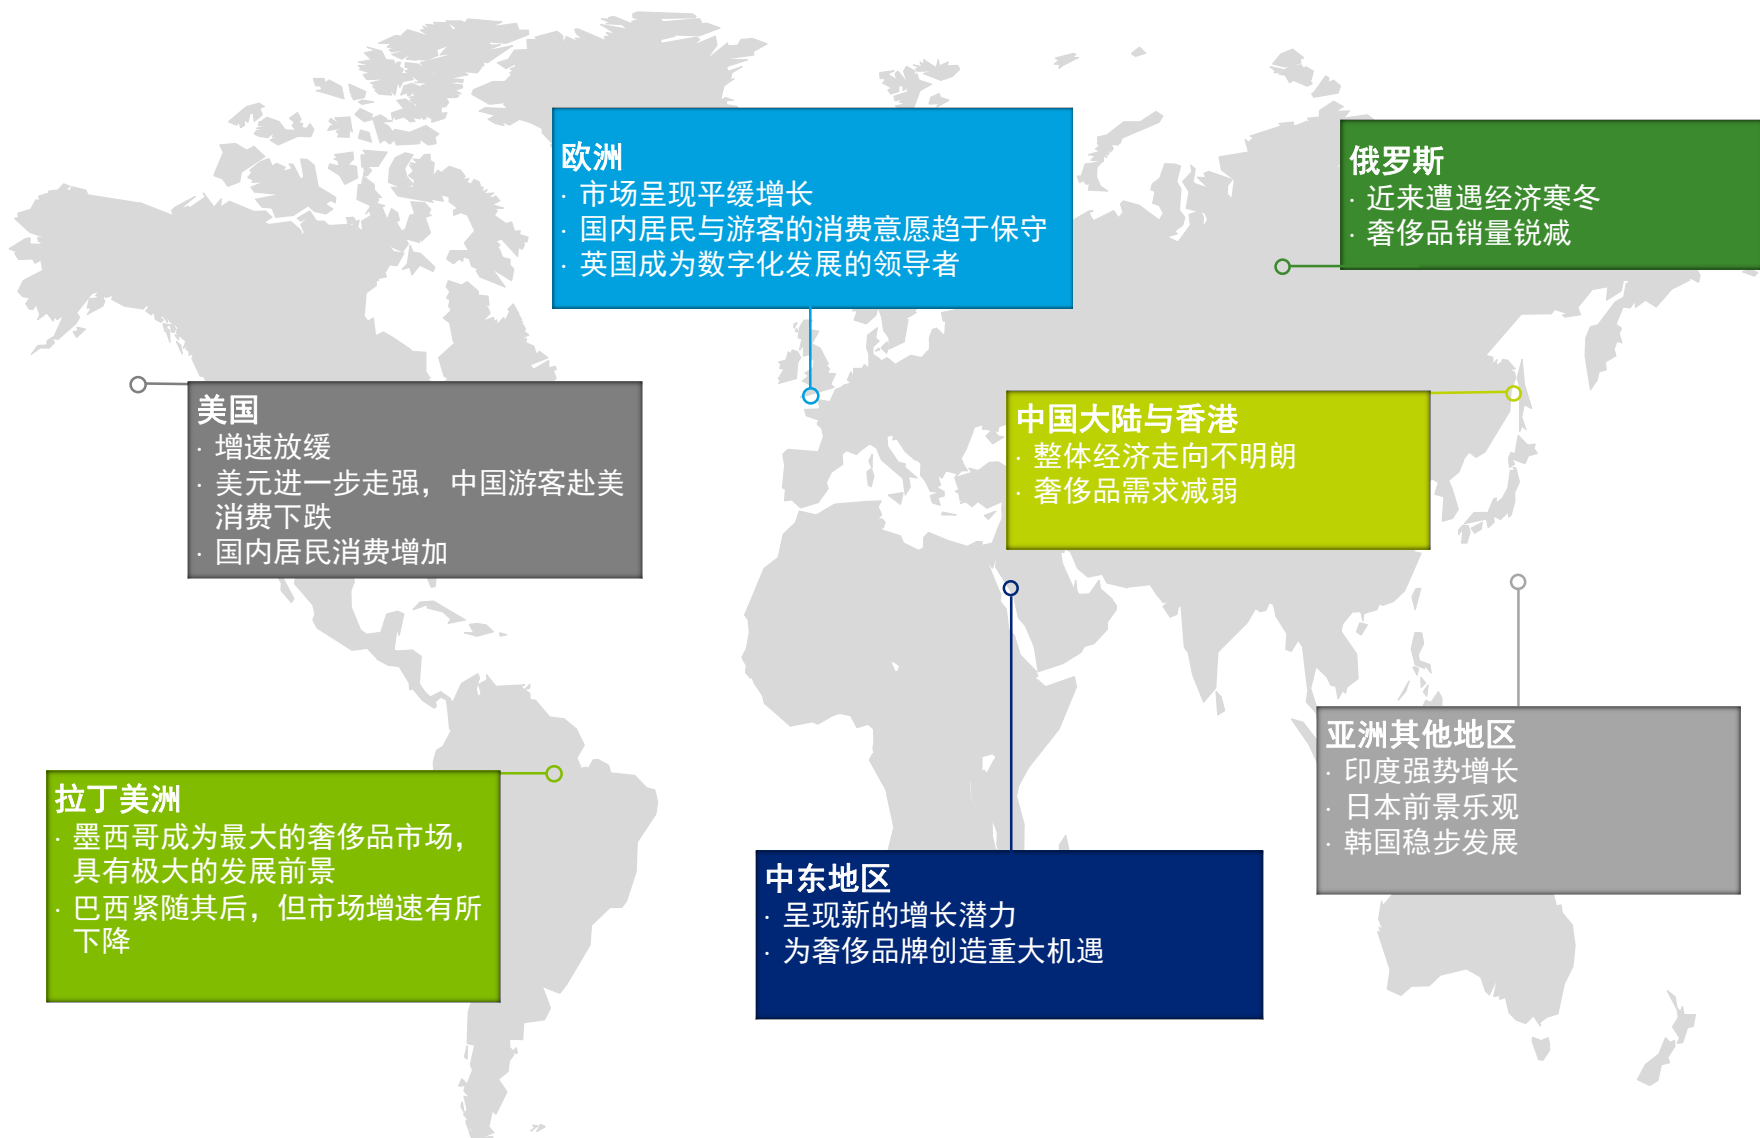 欧洲
· 市场呈现平缓增长
· 国内居民与游客的消费意愿趋于保守
· 英国成为数字化发展的领导者
俄罗斯
· 近来遭遇经济寒冬
· 奢侈品销量锐减
美国
· 增速放缓
· 美元进一步走强，中国游客赴美
消费下跌
· 国内居民消费增加
中国大陆与香港
· 整体经济走向不明朗
· 奢侈品需求减弱
亚洲其他地区
· 印度强势增长
· 日本前景乐观
· 韩国稳步发展
拉丁美洲
· 墨西哥成为最大的奢侈品市场，
具有极大的发展前景
· 巴西紧随其后，但市场增速有所
下降
中东地区
· 呈现新的增长潜力
· 为奢侈品牌创造重大机遇